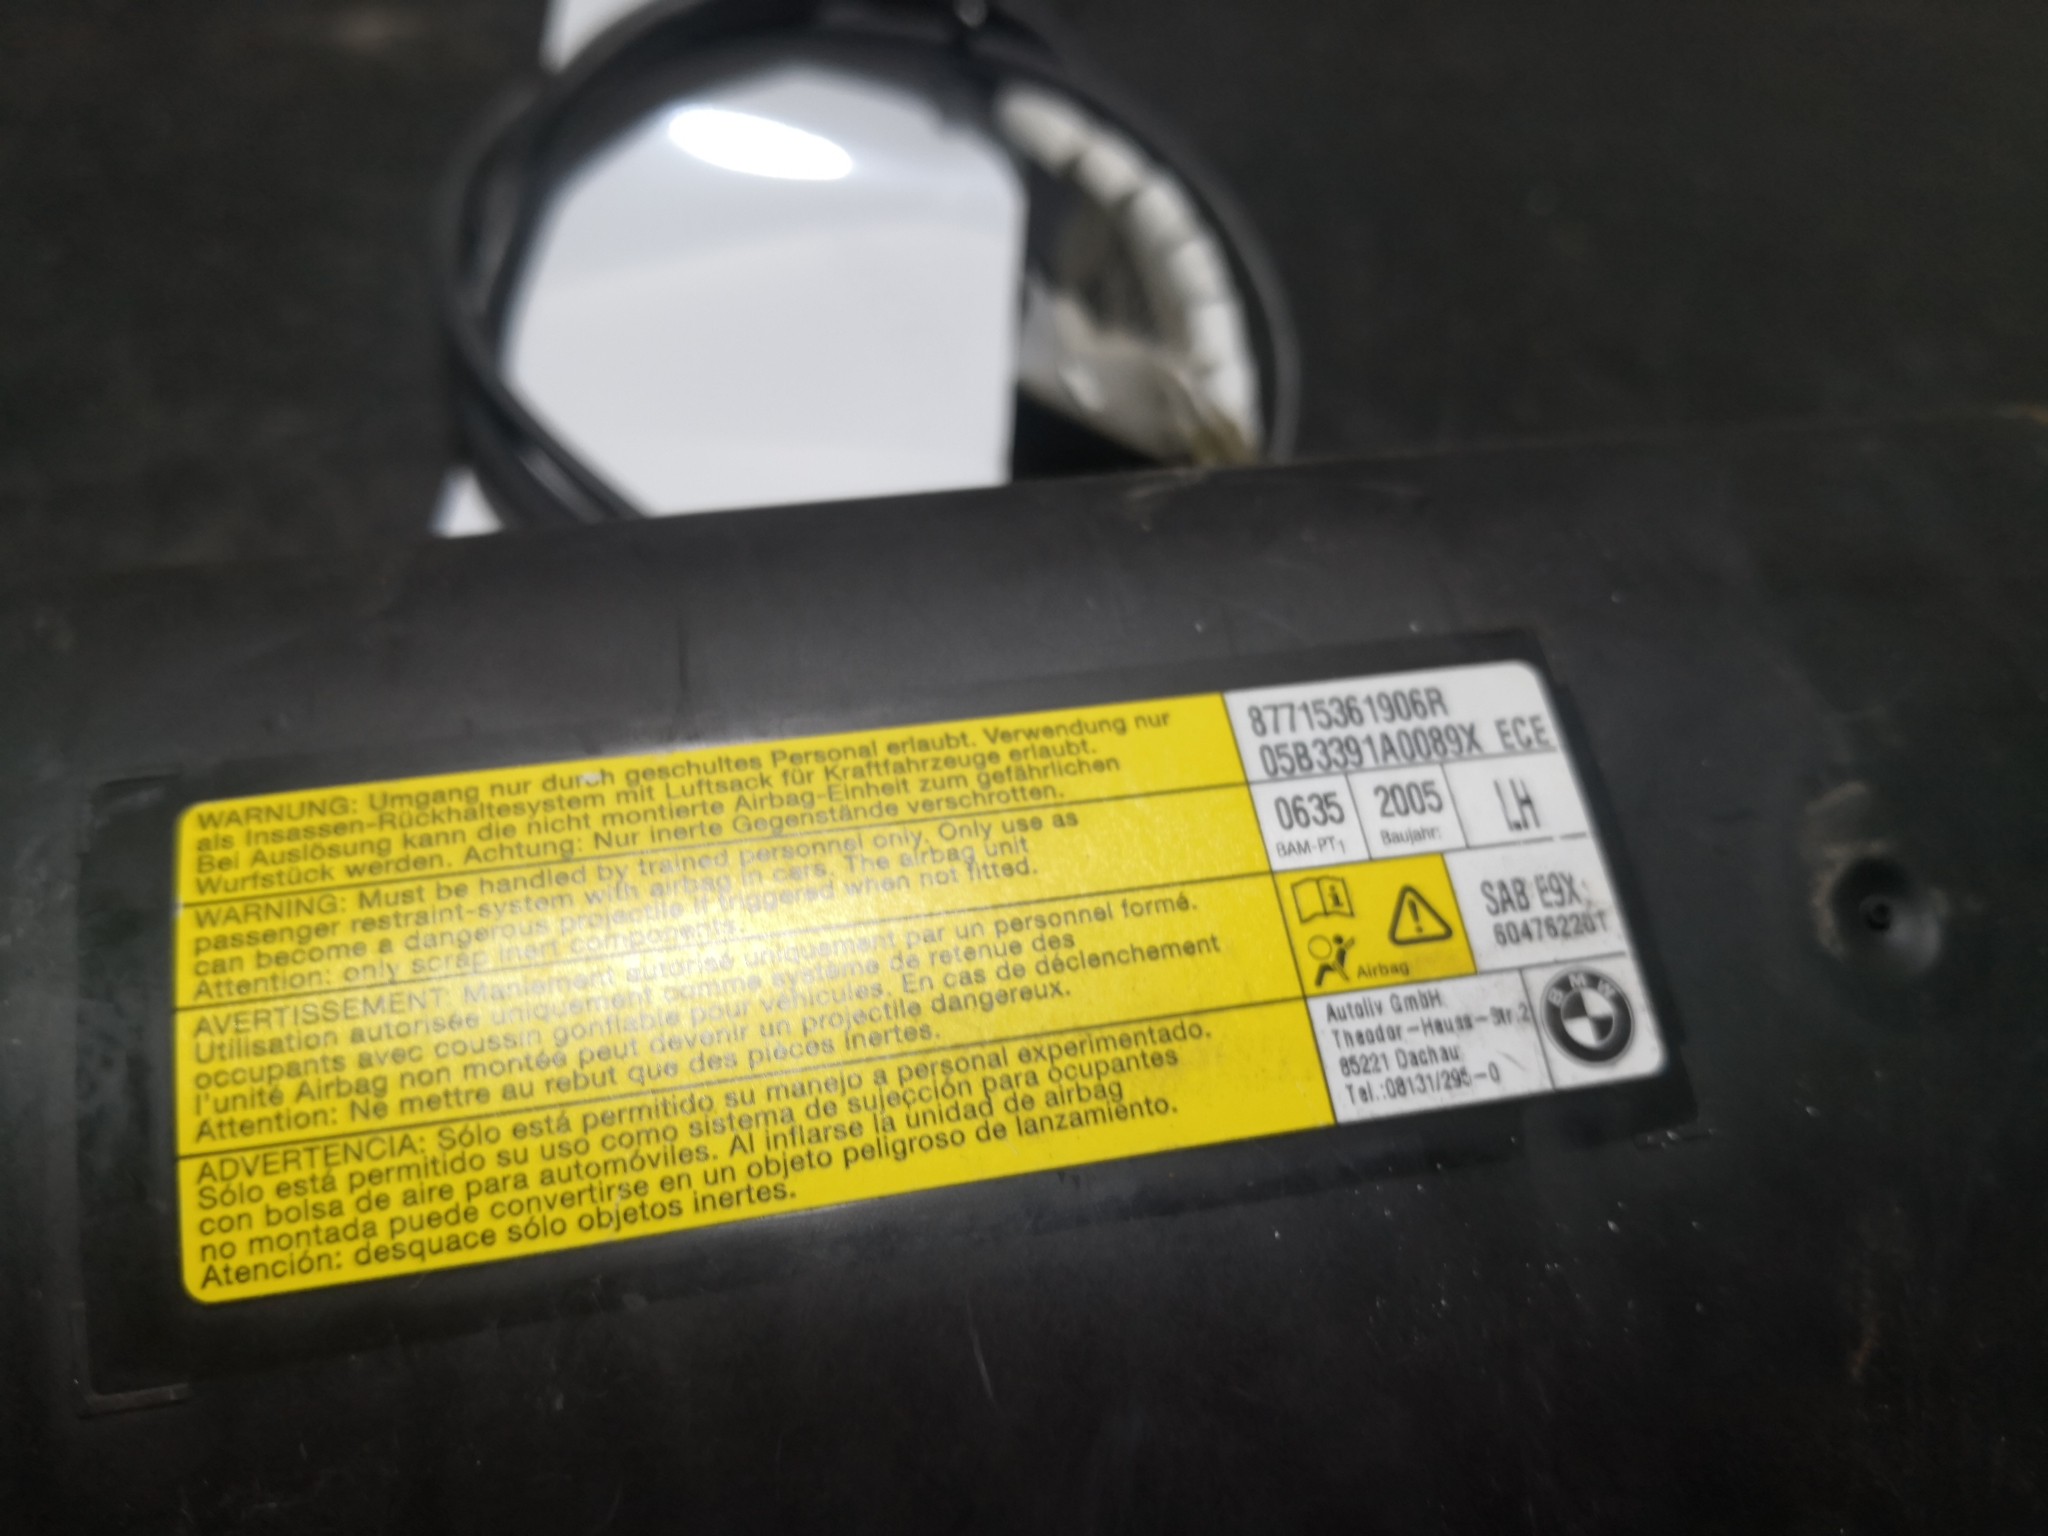 WARNUNG: Umgang nur durch geschultes Personal erlaubt. Verwendung nur
als Insassen-Rückhaltesystem mit Luftsack für Kraftfahrzeuge erlaubt.
Bei Auslösung kann die nicht montierte Airbag-Einheit zum gefährlichen
Wurfstück werden. Achtung: Nur inerte Gegenstände verschrotten.
WARNING: Must be handled by trained personnel only. Only use as
passenger restraint-system with airbag in cars. The airbag unit
can become a dangerous projectile if triggered when not fitted.
Attention: only scrap inert components.
AVERTISSEMENT: Maniement autorisé uniquement par un personnel formé.
Utilisation autorisée uniquement comme système de retenue des
occupants avec coussin gonflable pour véhicules. En cas de déclenchement
l'unité Airbag non montée peut devenir un projectile dangereux.
Attention: Ne mettre au rebut que des pièces inertes.
ADVERTENCIA: Sólo está permitido su manejo a personal experimentado.
Sólo está permitido su uso como sistema de sujección para ocupantes
con bolsa de aire para automóviles. Al inflarse la unidad de airbag
no montada puede convertirse en un objeto peligroso de lanzamiento.
Atención: desquace sólo objetos inertes.
87715361906R
05B3391A0089X ECE
0635 2005 LH
BAM-PT1 Baujahr:
SAB E9X
604762201
Airbag
Autoliv GmbH
Theodor-Heuss-Str.2
85221 Dachau
Tel.:08131/295-0
BMW